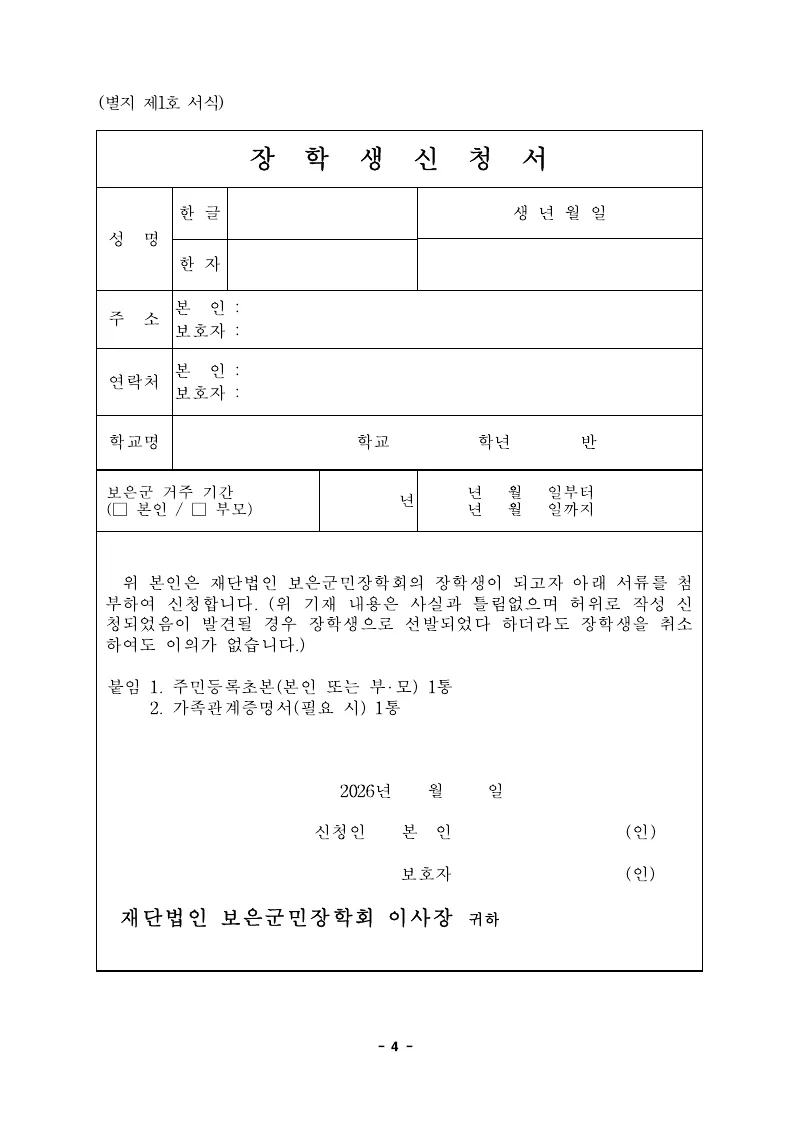 (별지 제1호 서식)
장 학 생 신 청 서
성 명
한 글
생 년 월 일
한 자
주 소
본 인 :
보호자 :
연락처
본 인 :
보호자 :
학교명
학교 학년 반
보은군 거주 기간
(□ 본인 / □ 부모)
년
년 월 일부터
년 월 일까지
위 본인은 재단법인 보은군민장학회의 장학생이 되고자 아래 서류를 첨
부하여 신청합니다. (위 기재 내용은 사실과 틀림없으며 허위로 작성 신
청되었음이 발견될 경우 장학생으로 선발되었다 하더라도 장학생을 취소
하여도 이의가 없습니다.)
붙임 1. 주민등록초본(본인 또는 부·모) 1통
2. 가족관계증명서(필요 시) 1통
2026년 월 일
신청인 본 인 (인)
보호자 (인)
재단법인 보은군민장학회 이사장 귀하
- 4 -